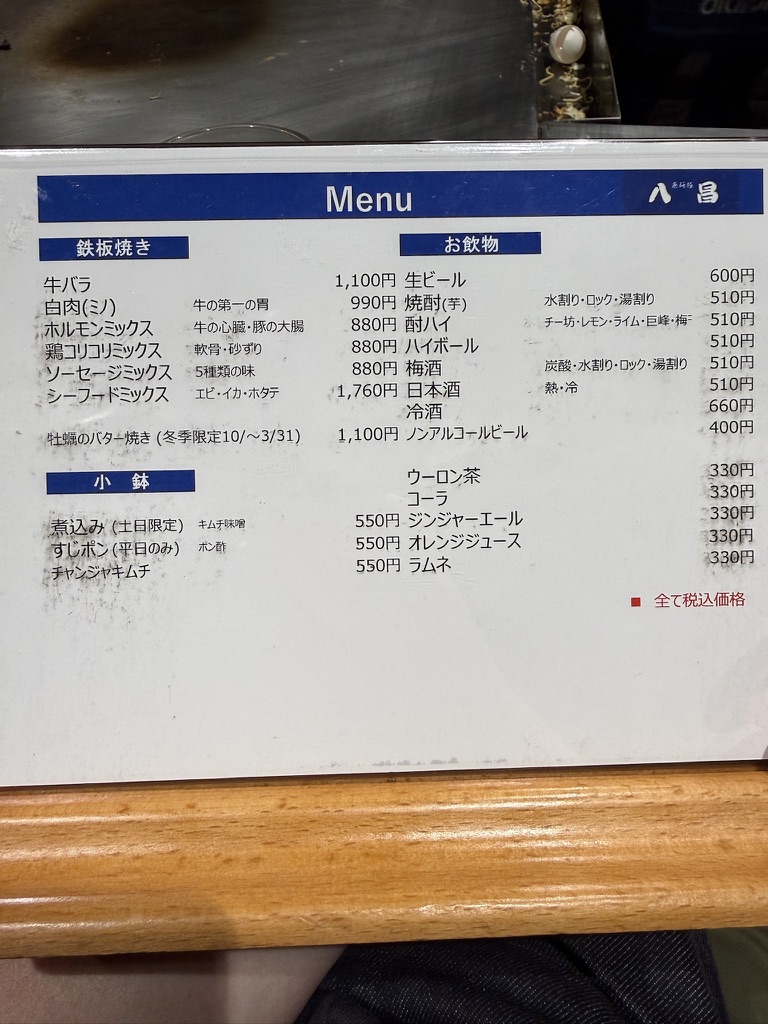 Menu
八昌
鉄板焼き
牛バラ 1,100円
白肉(ミノ) 牛の第一の胃 990円
ホルモンミックス 牛の心臓・豚の大腸 880円
鶏コリコリミックス 軟骨・砂ずり 880円
ソーセージミックス 5種類の味 880円
シーフードミックス エビ・イカ・ホタテ 1,760円
牡蠣のバター焼き (冬季限定10/～3/31) 1,100円
小 鉢
煮込み (土日限定) キムチ味噌 550円
すじポン (平日のみ) ポン酢 550円
チャンジャキムチ 550円
お飲物
生ビール 600円
焼酎(芋) 水割り・ロック・湯割り 510円
酎ハイ チー坊・レモン・ライム・巨峰・梅干 510円
ハイボール 510円
梅酒 炭酸・水割り・ロック・湯割り 510円
日本酒 熱・冷 510円
冷酒 660円
ノンアルコールビール 400円
ウーロン茶 330円
コーラ 330円
ジンジャーエール 330円
オレンジジュース 330円
ラムネ 330円
■ 全て税込価格